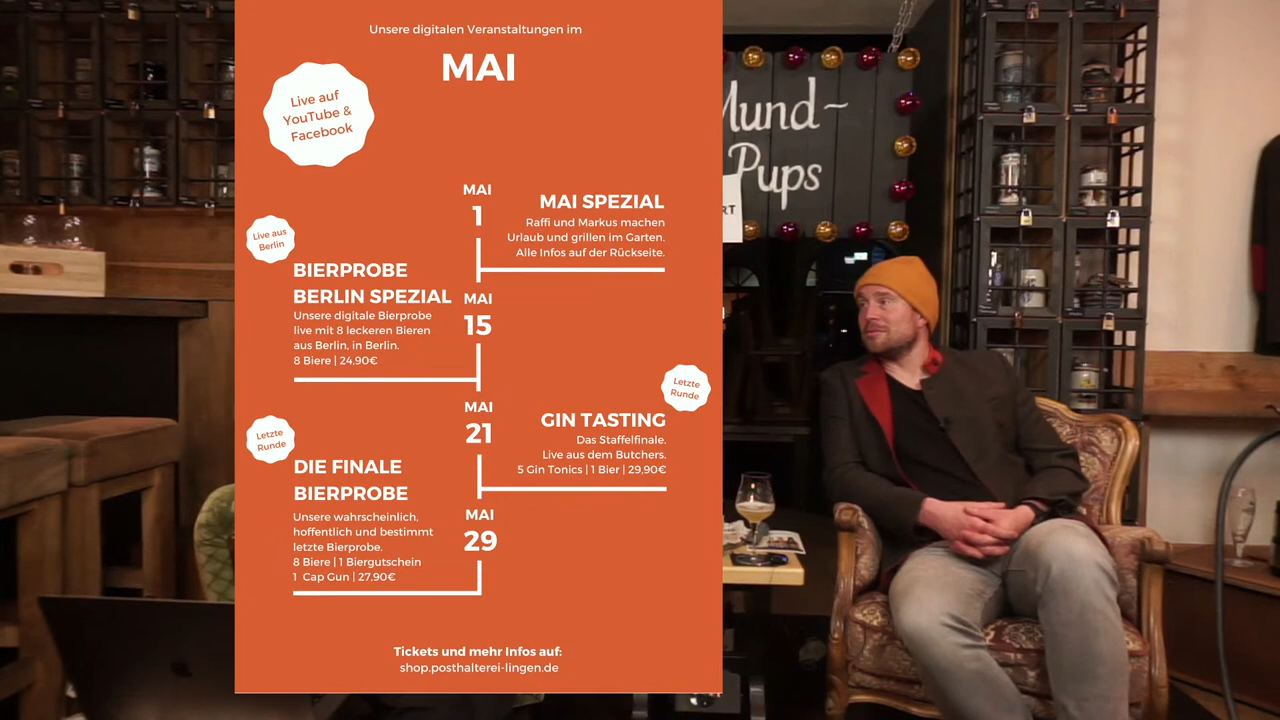 Unsere digitalen Veranstaltungen im
MAI
Live auf
YouTube &
Facebook
MAI
1
MAI SPEZIAL
Raffi und Markus machen
Urlaub und grillen im Garten.
Alle Infos auf der Rückseite.
Live aus
Berlin
BIERPROBE
BERLIN SPEZIAL
Unsere digitale Bierprobe
live mit 8 leckeren Bieren
aus Berlin, in Berlin.
8 Biere | 24,90€
MAI
15
Letzte
Runde
MAI
21
GIN TASTING
Das Staffelfinale.
Live aus dem Butchers.
5 Gin Tonics | 1 Bier | 29,90€
Letzte
Runde
DIE FINALE
BIERPROBE
Unsere wahrscheinlich,
hoffentlich und bestimmt
letzte Bierprobe.
8 Biere | 1 Biergutschein
1 Cap Gun | 27,90€
MAI
29
Tickets und mehr Infos auf:
shop.posthalterei-lingen.de
Mund~
Pups
RT